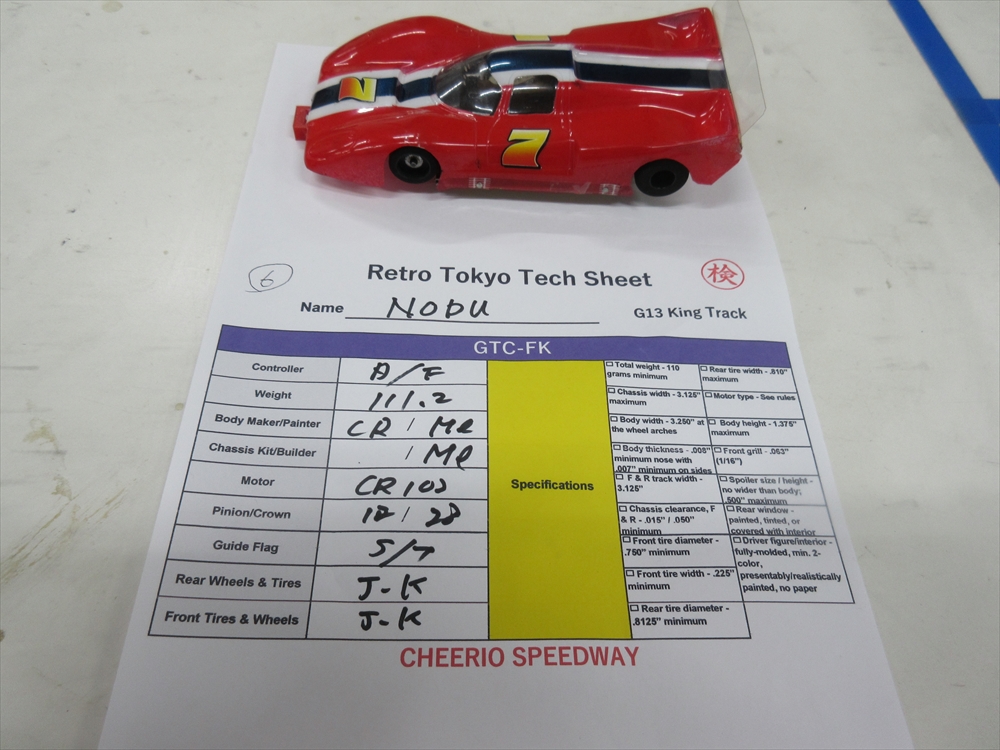 7
7
6
Retro Tokyo Tech Sheet
検
Name NOBU
G13 King Track
GTC-FK
Controller
Weight 111.2
Body Maker/Painter CR / Me
Chassis Kit/Builder / Me
Motor
Pinion/Crown 12 / 28
Guide Flag S/T
Rear Wheels & Tires J-K
Front Tires & Wheels J-K
Specifications
☐ Total weight - 110 grams minimum
☐ Chassis width - 3.125" maximum
☐ Body width - 3.250" at the wheel arches
☐ Body thickness - .008" minimum nose with .007" minimum on sides
☐ F & R track width - 3.125"
☐ Chassis clearance, F & R - .015" / .050" minimum
☐ Front tire diameter - .750" minimum
☐ Front tire width - .225" minimum
☐ Rear tire diameter - .8125" minimum
☐ Rear tire width - .810" maximum
☐ Motor type - See rules
☐ Body height - 1.375" maximum
☐ Front grill - .063" (1/16")
☐ Spoiler size / height - no wider than body; .500" maximum
☐ Rear window - painted, tinted, or covered with interior
☐ Driver figure/interior - fully-molded, min. 2-color, presentably/realistically painted, no paper
CHEERIO SPEEDWAY